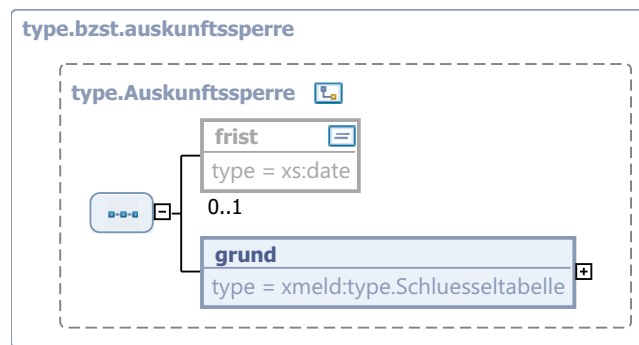 type.bzst.auskunftssperre
type.Auskunftssperre
frist
type = xs:date
0..1
grund
type = xmeld:type.Schluesseltabelle